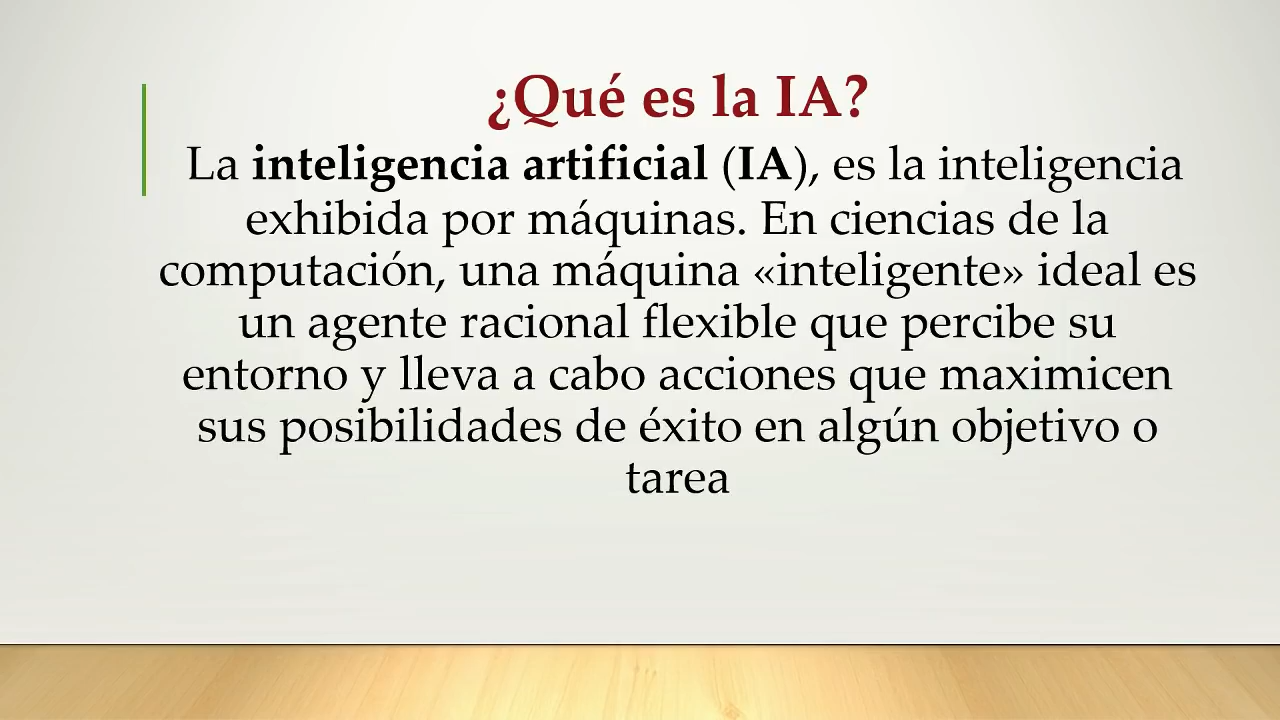 ¿Qué es la IA?
La inteligencia artificial (IA), es la inteligencia
exhibida por máquinas. En ciencias de la
computación, una máquina «inteligente» ideal es
un agente racional flexible que percibe su
entorno y lleva a cabo acciones que maximicen
sus posibilidades de éxito en algún objetivo o
tarea